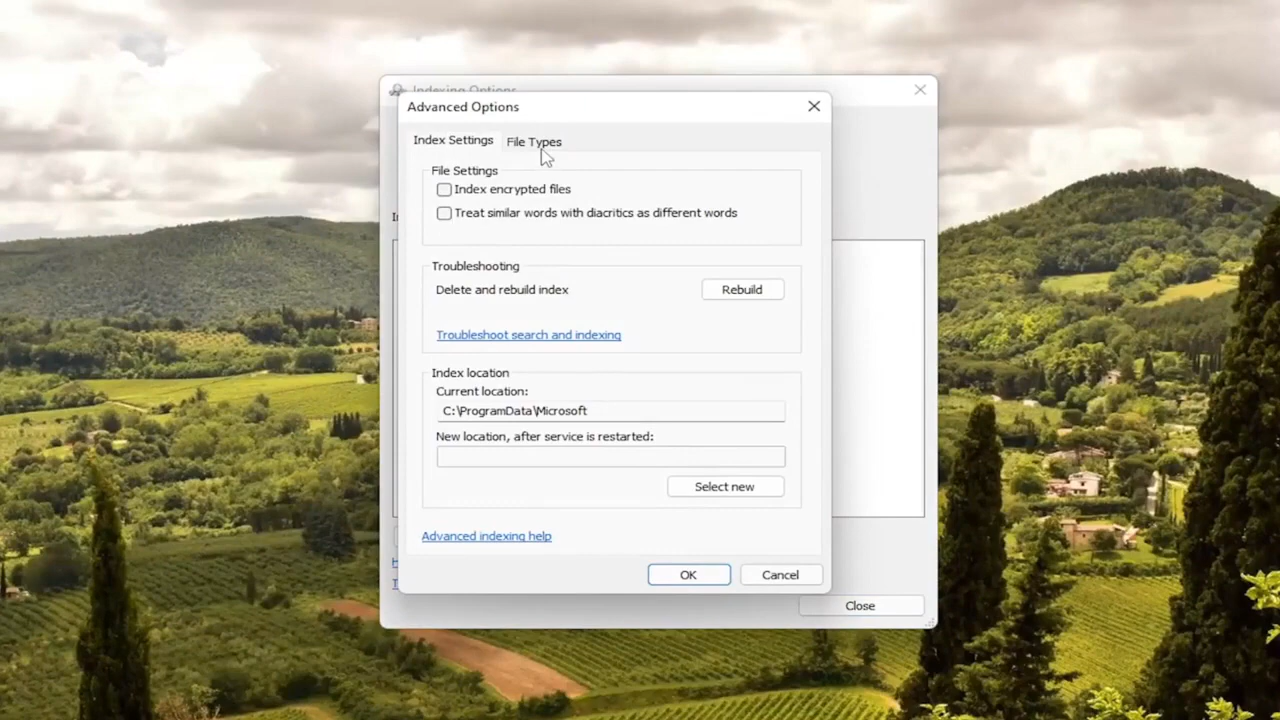 Indexing Options
Advanced Options
Index Settings
File Types
File Settings
Index encrypted files
Treat similar words with diacritics as different words
Troubleshooting
Delete and rebuild index
Rebuild
Troubleshoot search and indexing
Index location
Current location:
C:\ProgramData\Microsoft
New location, after service is restarted:
Select new
Advanced indexing help
OK
Cancel
Close